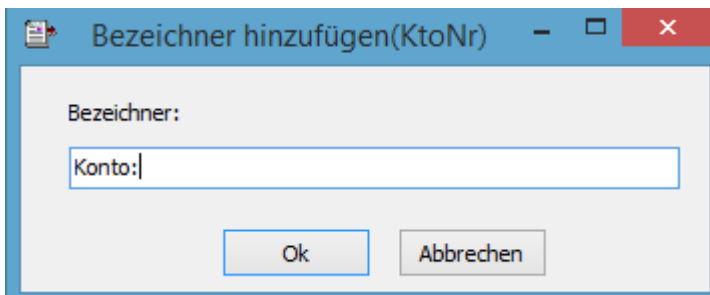 Bezeichner hinzufügen(KtoNr)
Bezeichner:
Konto:
Ok
Abbrechen